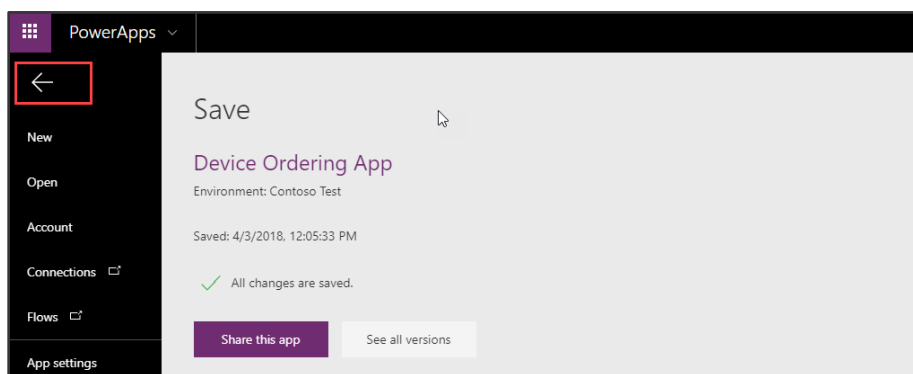 PowerApps
Save
New
Device Ordering App
Open
Environment: Contoso Test
Account
Saved: 4/3/2018, 12:05:33 PM
Connections
All changes are saved.
Flows
Share this app
See all versions
App settings